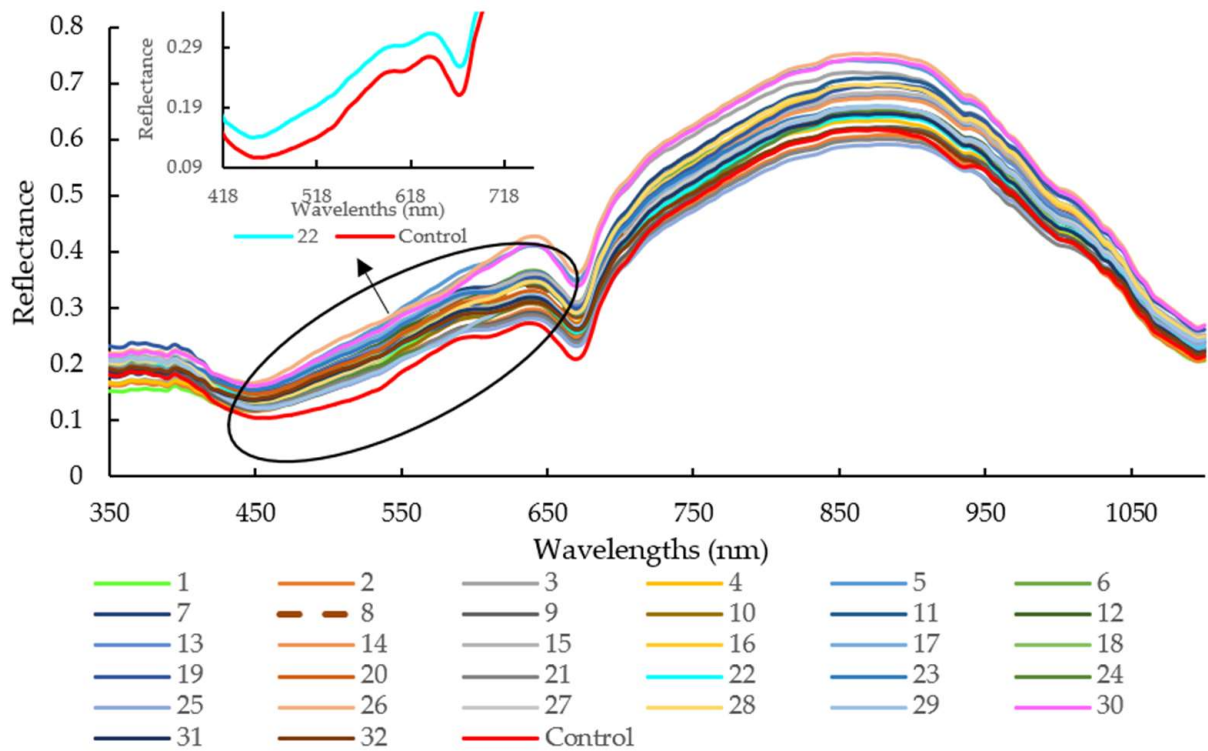 0.8
0.7
0.6
0.5
0.4
0.3
0.2
0.1
0
Reflectance
0.29
0.19
0.09
Reflectance
418 518 618 718
Wavelenths (nm)
22 Control
350 450 550 650 750 850 950 1050
Wavelengths (nm)
1 2 3 4 5 6
7 8 9 10 11 12
13 14 15 16 17 18
19 20 21 22 23 24
25 26 27 28 29 30
31 32 Control